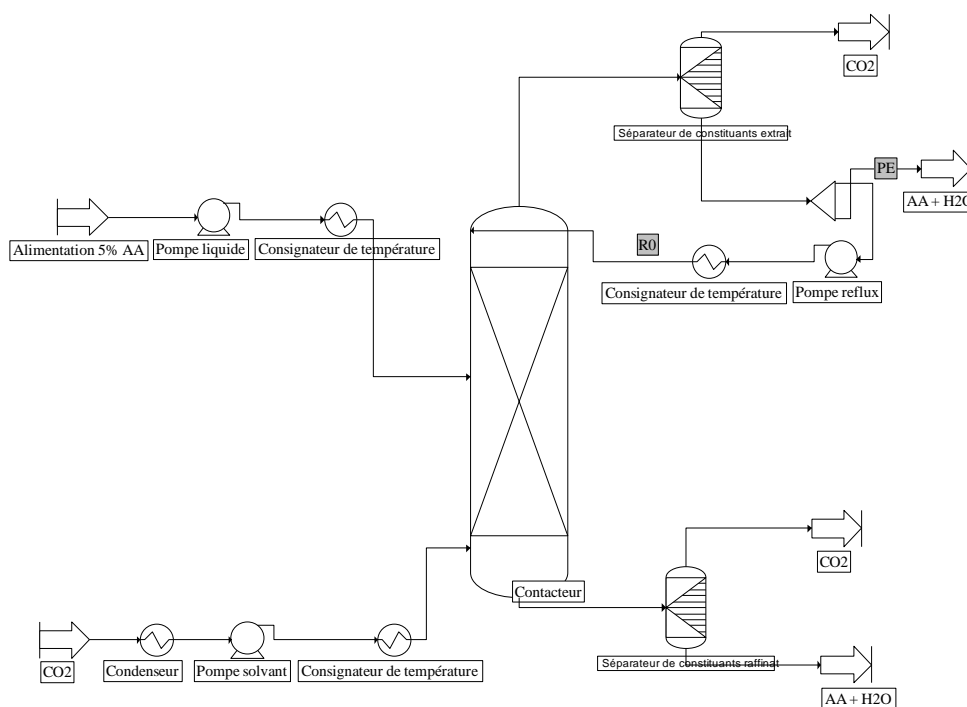 CO2
Séparateur de constituants extrait
PE
AA + H2O
Alimentation 5% AA
Pompe liquide
Consignateur de température
R0
Consignateur de température
Pompe reflux
CO2
Contacteur
Séparateur de constituants raffinat
CO2
Condenseur
Pompe solvant
Consignateur de température
AA + H2O